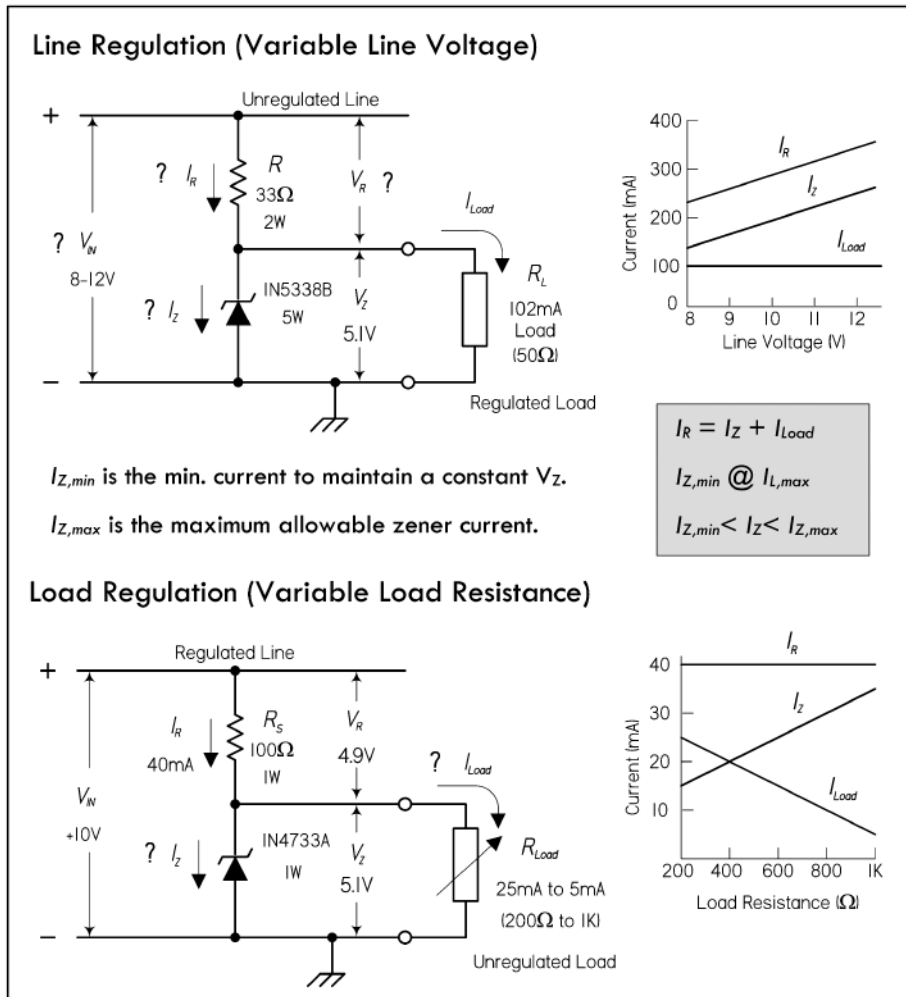 Line Regulation (Variable Line Voltage)
Unregulated Line
+
? I_R
R
33Ω
2W
V_R ?
I_Load
? V_IN
8-12V
? I_Z
IN5338B
5W
V_Z
5.1V
R_L
102mA
Load
(50Ω)
−
Regulated Load
400
300
200
100
0
Current (mA)
I_R
I_Z
I_Load
8 9 10 11 12
Line Voltage (V)
I_R = I_Z + I_Load
I_Z,min @ I_L,max
I_Z,min < I_Z < I_Z,max
I_Z,min is the min. current to maintain a constant V_Z.
I_Z,max is the maximum allowable zener current.
Load Regulation (Variable Load Resistance)
Regulated Line
+
I_R
40mA
R_S
100Ω
1W
V_R
4.9V
? I_Load
V_IN
+10V
? I_Z
IN4733A
1W
V_Z
5.1V
R_Load
25mA to 5mA
(200Ω to 1K)
−
Unregulated Load
40
30
20
10
Current (mA)
I_R
I_Z
I_Load
200 400 600 800 1K
Load Resistance (Ω)